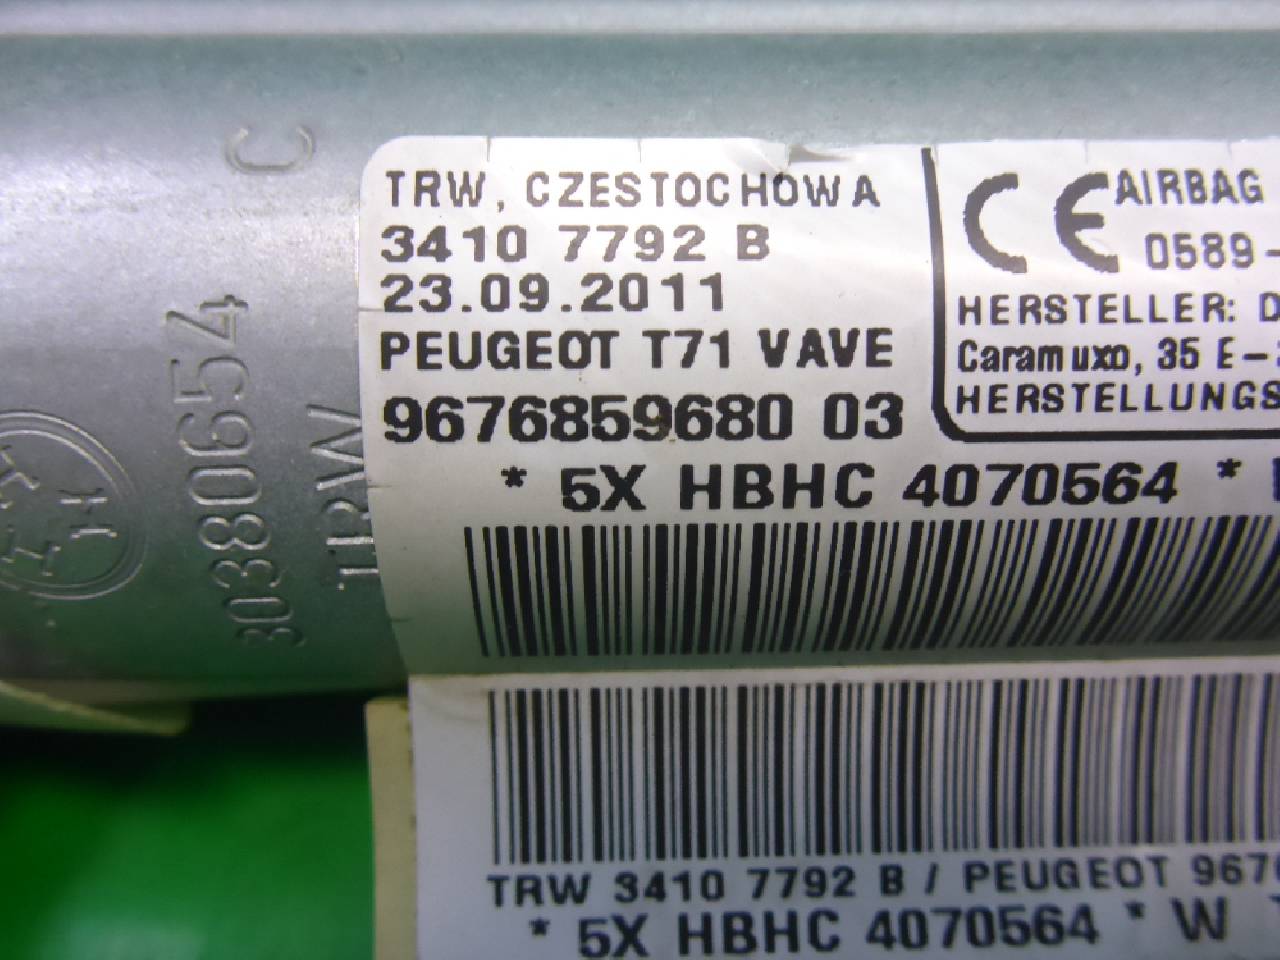 TRW, CZESTOCHOWA
3410 7792 B
23.09.2011
PEUGEOT T71 VAVE
9676859680 03
* 5X HBHC 4070564 *
CE AIRBAG
0589-
HERSTELLER: D
Caramuxo, 35 E-
HERSTELLUNGS
TRW 3410 7792 B / PEUGEOT 967
* 5X HBHC 4070564 * W
30380654 C
TRW